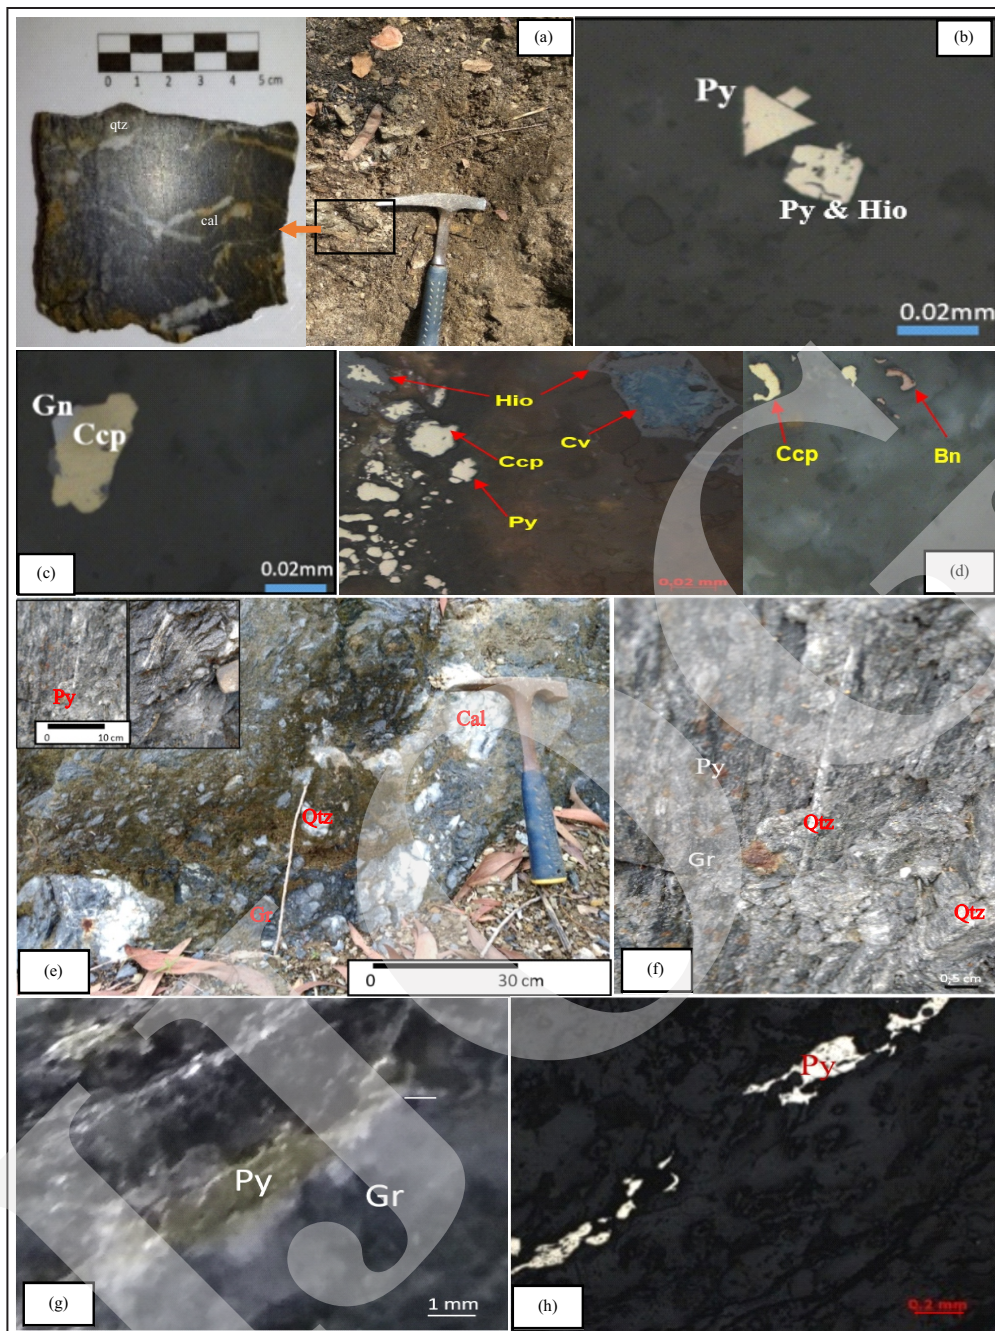 (a)
0 1 2 3 4 5 cm
qtz
cal
(b)
Py
Py & Hio
0.02mm
Gn
Ccp
(c)
0.02mm
Hio
Cv
Ccp
Py
0,02 mm
Ccp
Bn
(d)
Py
0 10 cm
Cal
Qtz
Gr
(e)
0 30 cm
Py
Qtz
Gr
Qtz
(f)
0,5 cm
Py
Gr
(g)
1 mm
Py
(h)
0.2 mm